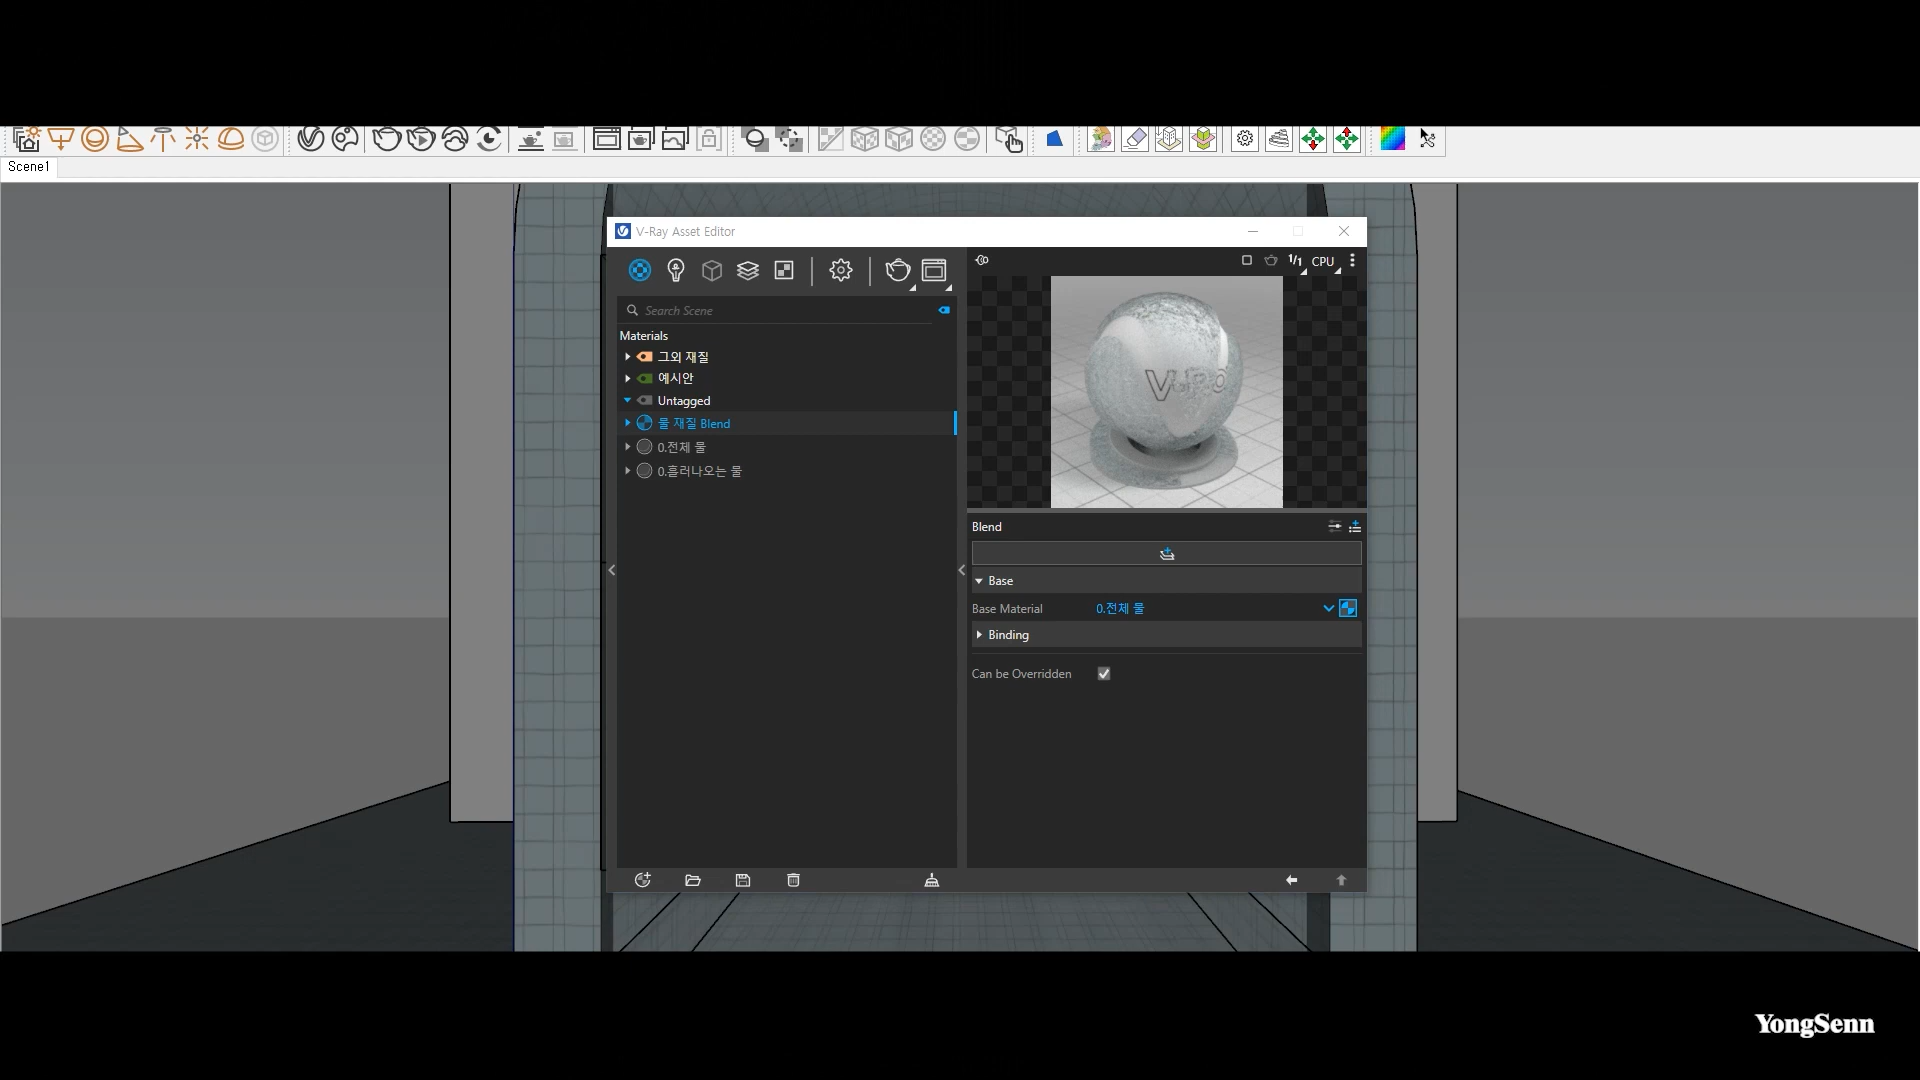 Scene1
V-Ray Asset Editor
1/1 CPU
Search Scene
Materials
그외 재질
예시안
Untagged
물 재질 Blend
0.전체 물
0.흘러나오는 물
Blend
Base
Base Material 0.전체 물
Binding
Can be Overridden
YongSenn